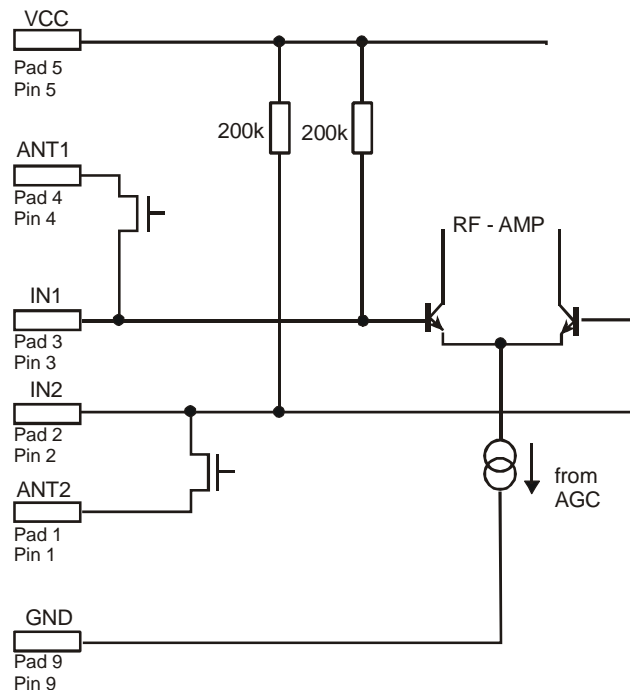 VCC
Pad 5
Pin 5
200k
200k
ANT1
Pad 4
Pin 4
RF - AMP
IN1
Pad 3
Pin 3
IN2
Pad 2
Pin 2
ANT2
Pad 1
Pin 1
from
AGC
GND
Pad 9
Pin 9